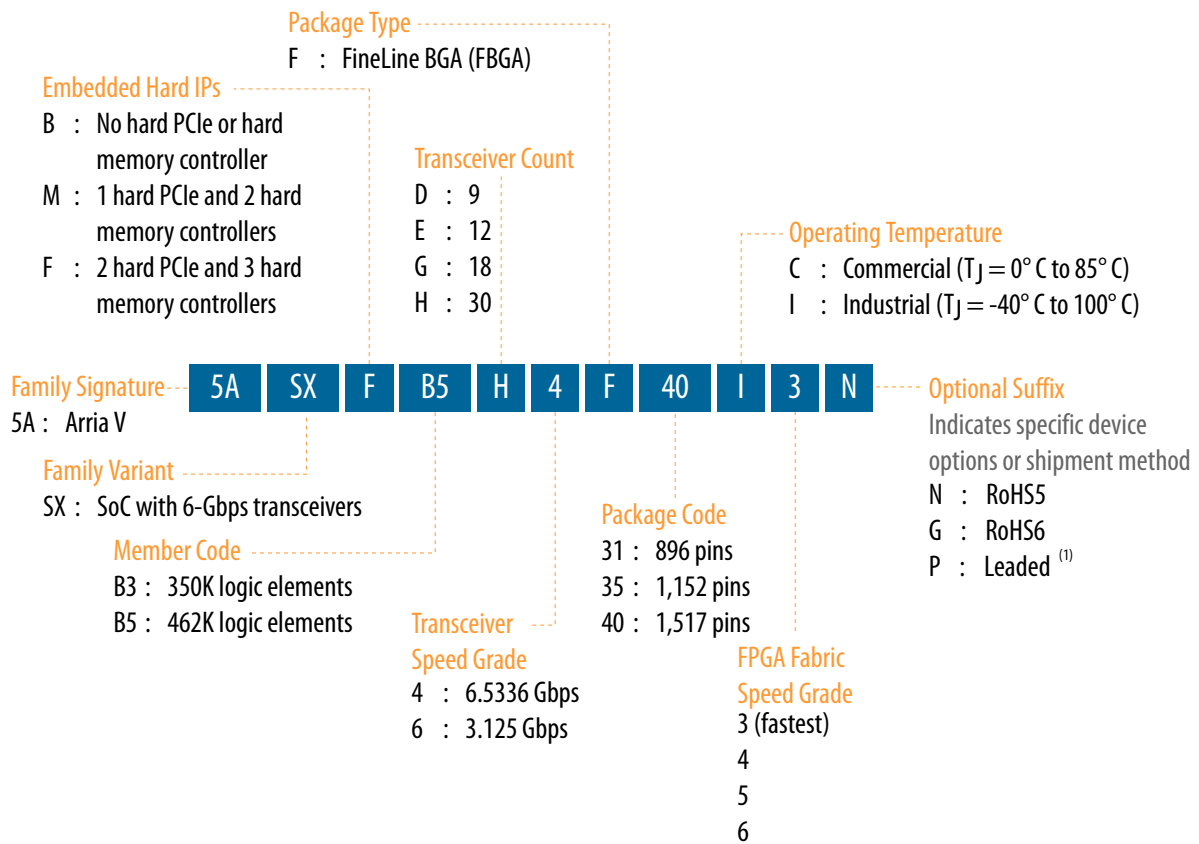 Package Type
F : FineLine BGA (FBGA)
Embedded Hard IPs
B : No hard PCIe or hard
memory controller
M : 1 hard PCIe and 2 hard
memory controllers
F : 2 hard PCIe and 3 hard
memory controllers
Transceiver Count
D : 9
E : 12
G : 18
H : 30
Operating Temperature
C : Commercial (TJ = 0° C to 85° C)
I : Industrial (TJ = -40° C to 100° C)
Family Signature
5A : Arria V
5A SX F B5 H 4 F 40 I 3 N
Optional Suffix
Indicates specific device
options or shipment method
N : RoHS5
G : RoHS6
P : Leaded (1)
Family Variant
SX : SoC with 6-Gbps transceivers
Member Code
B3 : 350K logic elements
B5 : 462K logic elements
Transceiver
Speed Grade
4 : 6.5336 Gbps
6 : 3.125 Gbps
Package Code
31 : 896 pins
35 : 1,152 pins
40 : 1,517 pins
FPGA Fabric
Speed Grade
3 (fastest)
4
5
6